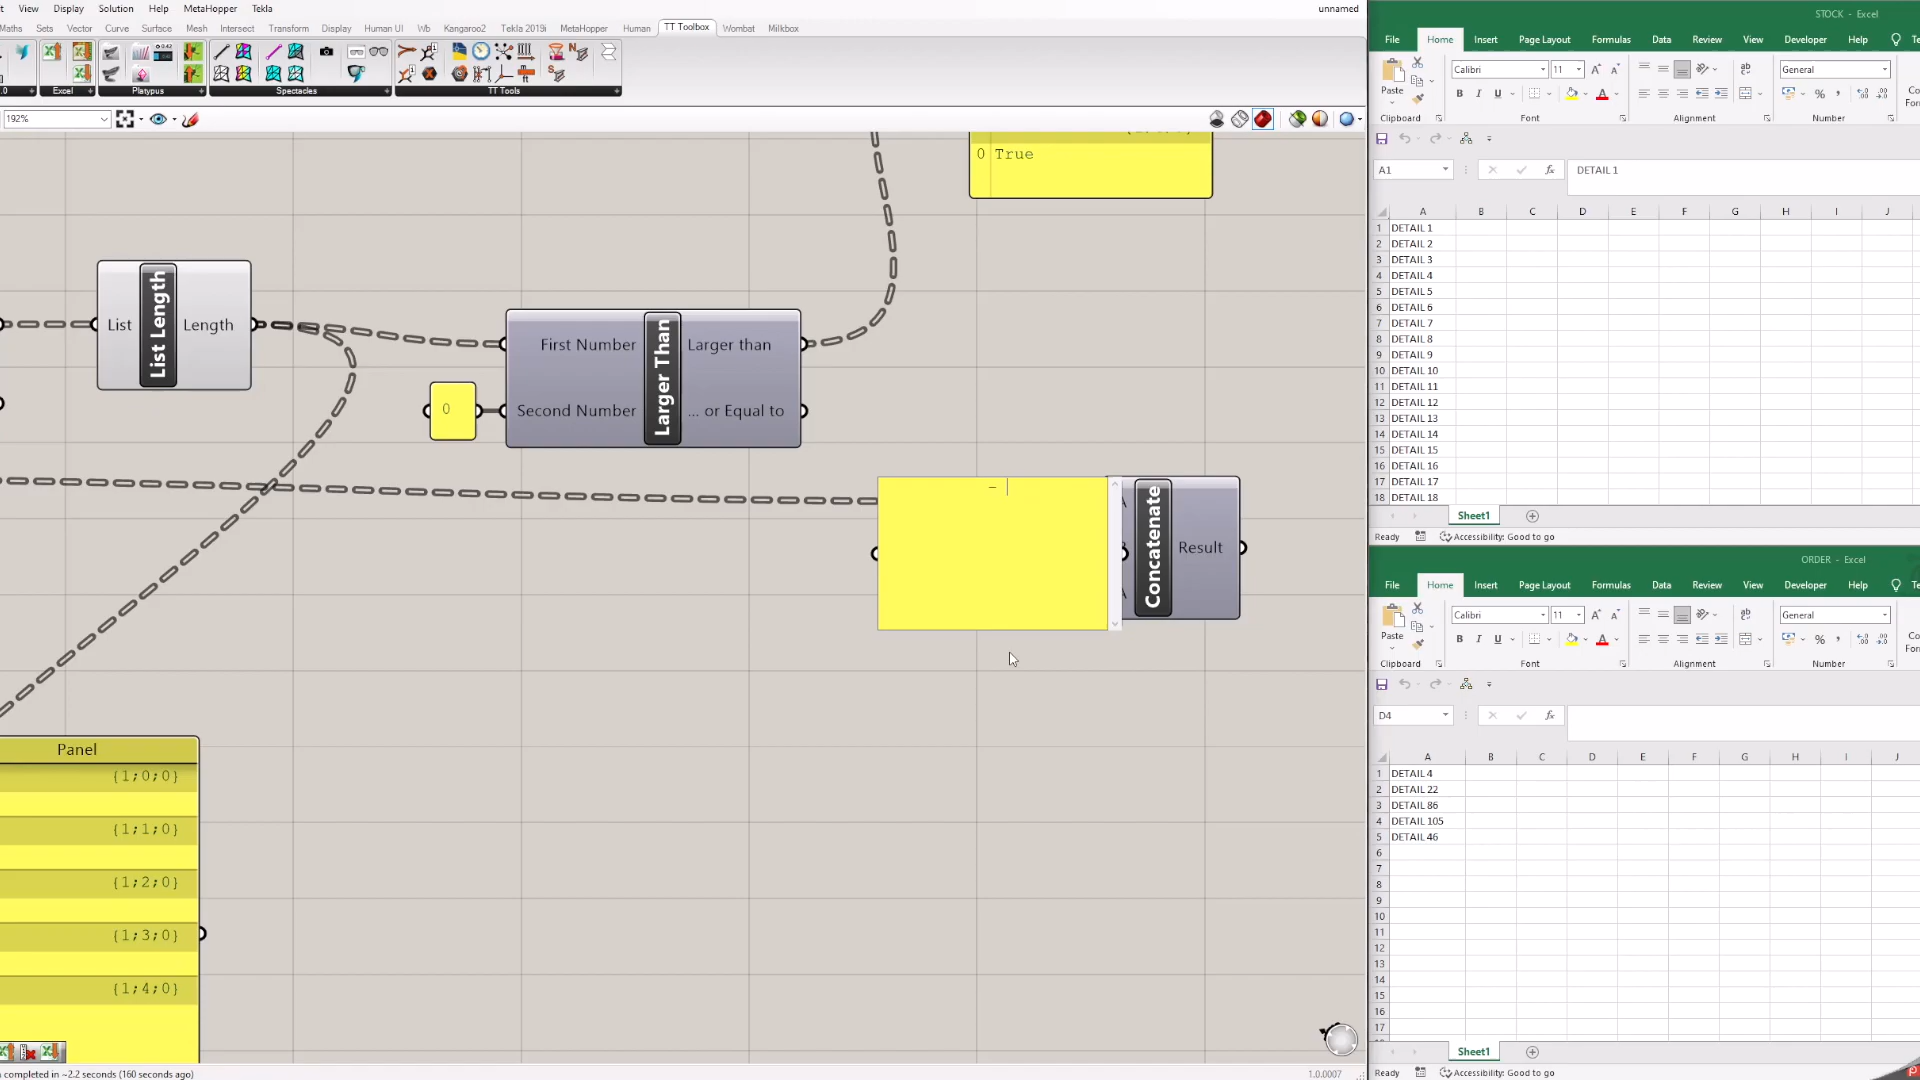 View Display Solution Help MetaHopper Tekla
unnamed
Maths Sets Vector Curve Surface Mesh Intersect Transform Display Human UI Wb Kangaroo2 Tekla 2019i MetaHopper Human TT Toolbox Wombat Milkbox
Excel Platypus Spectacles TT Tools
192%
0 True
List List Length Length
First Number Larger Than Larger than
0 Second Number ... or Equal to
–
Concatenate Result
Panel
{1;0;0}
{1;1;0}
{1;2;0}
{1;3;0}
{1;4;0}
completed in ~2.2 seconds (160 seconds ago)
1.0.0007
STOCK - Excel
File Home Insert Page Layout Formulas Data Review View Developer Help
Calibri 11 General
Paste B I U
Clipboard Font Alignment Number
A1 DETAIL 1
A B C D E F G H I J
1 DETAIL 1
2 DETAIL 2
3 DETAIL 3
4 DETAIL 4
5 DETAIL 5
6 DETAIL 6
7 DETAIL 7
8 DETAIL 8
9 DETAIL 9
10 DETAIL 10
11 DETAIL 11
12 DETAIL 12
13 DETAIL 13
14 DETAIL 14
15 DETAIL 15
16 DETAIL 16
17 DETAIL 17
18 DETAIL 18
Sheet1
Ready Accessibility: Good to go
ORDER - Excel
File Home Insert Page Layout Formulas Data Review View Developer Help
Calibri 11 General
Paste B I U
Clipboard Font Alignment Number
D4
A B C D E F G H I J
1 DETAIL 4
2 DETAIL 22
3 DETAIL 86
4 DETAIL 105
5 DETAIL 46
6
7
8
9
10
11
12
13
14
15
16
17
Sheet1
Ready Accessibility: Good to go